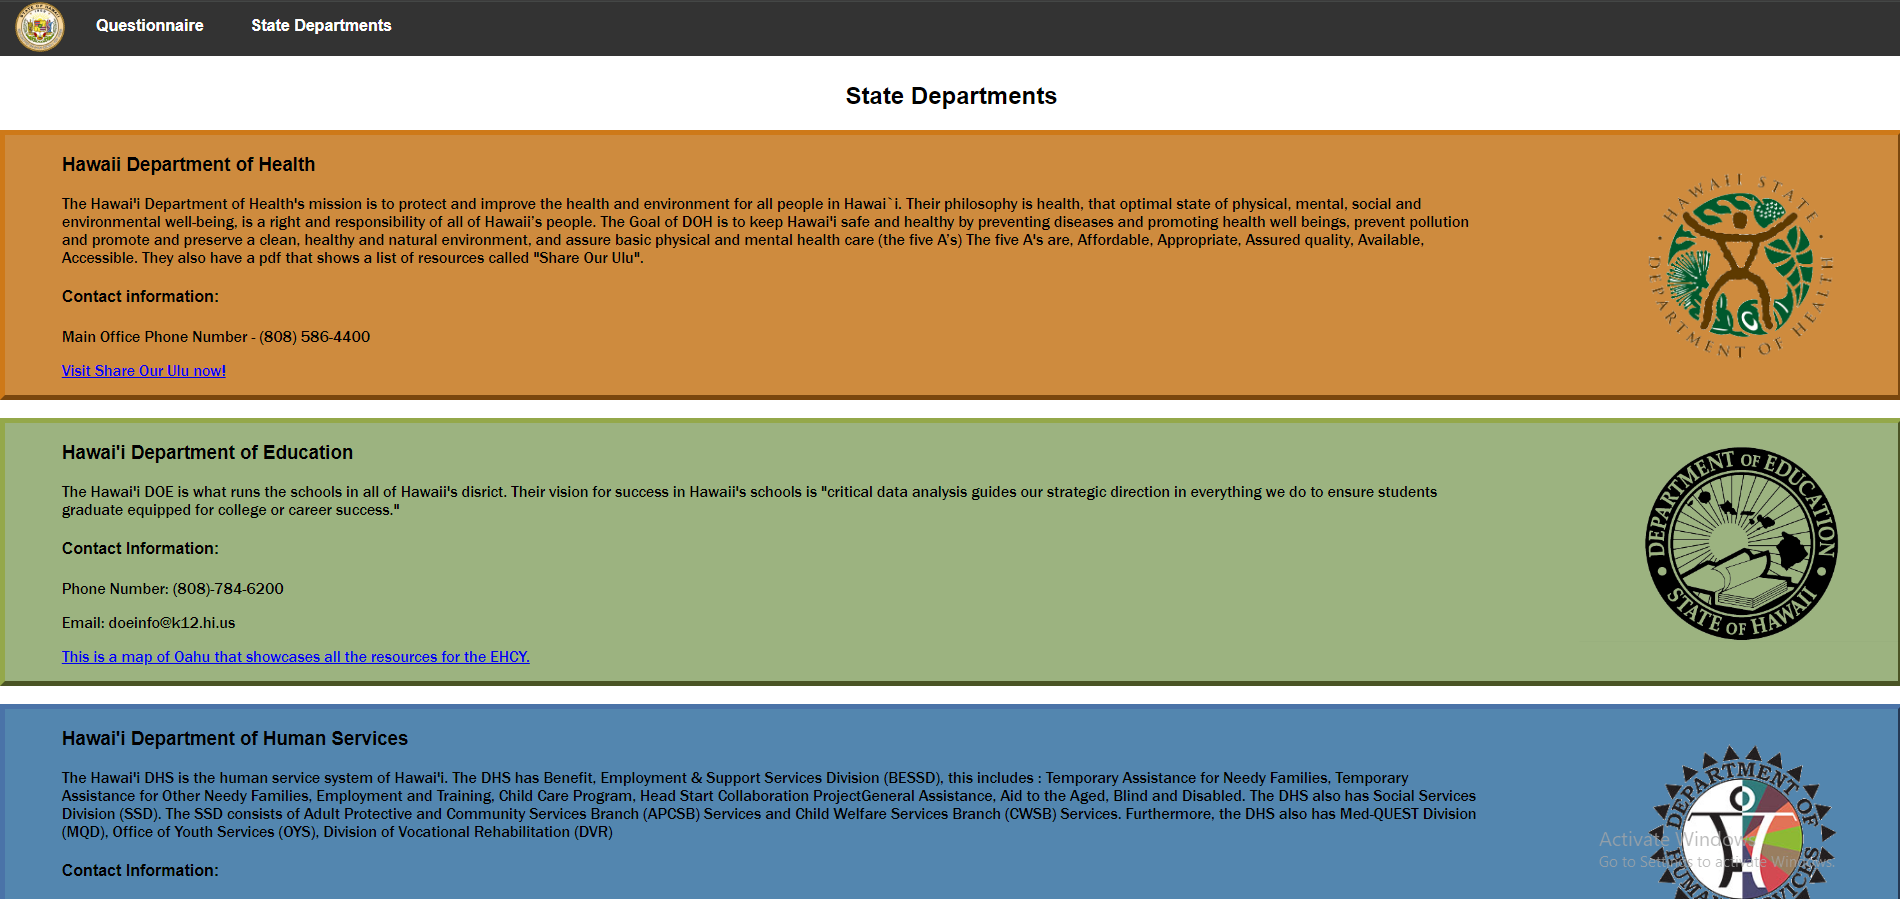 Questionnaire State Departments
State Departments
Hawaii Department of Health
The Hawai'i Department of Health's mission is to protect and improve the health and environment for all people in Hawai`i. Their philosophy is health, that optimal state of physical, mental, social and
environmental well-being, is a right and responsibility of all of Hawaii’s people. The Goal of DOH is to keep Hawai'i safe and healthy by preventing diseases and promoting health well beings, prevent pollution
and promote and preserve a clean, healthy and natural environment, and assure basic physical and mental health care (the five A’s) The five A's are, Affordable, Appropriate, Assured quality, Available,
Accessible. They also have a pdf that shows a list of resources called "Share Our Ulu".
Contact information:
Main Office Phone Number - (808) 586-4400
Visit Share Our Ulu now!
HAWAII STATE
DEPARTMENT OF HEALTH
Hawai'i Department of Education
The Hawai'i DOE is what runs the schools in all of Hawaii's disrict. Their vision for success in Hawaii's schools is "critical data analysis guides our strategic direction in everything we do to ensure students
graduate equipped for college or career success."
Contact Information:
Phone Number: (808)-784-6200
Email: doeinfo@k12.hi.us
This is a map of Oahu that showcases all the resources for the EHCY.
DEPARTMENT OF EDUCATION
STATE OF HAWAII
Hawai'i Department of Human Services
The Hawai'i DHS is the human service system of Hawai'i. The DHS has Benefit, Employment & Support Services Division (BESSD), this includes : Temporary Assistance for Needy Families, Temporary
Assistance for Other Needy Families, Employment and Training, Child Care Program, Head Start Collaboration ProjectGeneral Assistance, Aid to the Aged, Blind and Disabled. The DHS also has Social Services
Division (SSD). The SSD consists of Adult Protective and Community Services Branch (APCSB) Services and Child Welfare Services Branch (CWSB) Services. Furthermore, the DHS also has Med-QUEST Division
(MQD), Office of Youth Services (OYS), Division of Vocational Rehabilitation (DVR)
Contact Information:
DEPARTMENT OF
HUMAN SERVICES
Activate Windows
Go to Settings to activate Windows.